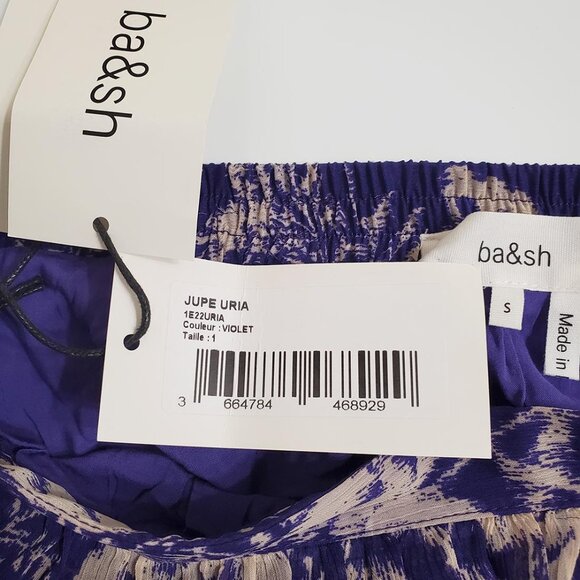 ba&sh
ba&sh
S
Made in
JUPE URIA
1E22URIA
Couleur : VIOLET
Taille : 1
3 664784 468929